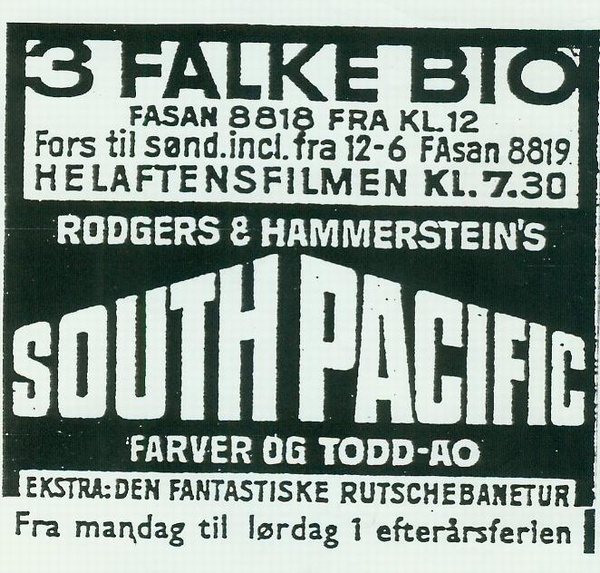 3 FALKE BIO
FASAN 8818 FRA KL.12
Fors til sønd.incl.fra 12-6 FAsan 8819
HELAFTENSFILMEN KL.7.30
RODGERS & HAMMERSTEIN'S
SOUTH PACIFIC
FARVER OG TODD-AO
EKSTRA: DEN FANTASTISKE RUTSCHEBANETUR
Fra mandag til lørdag 1 efterårsferien